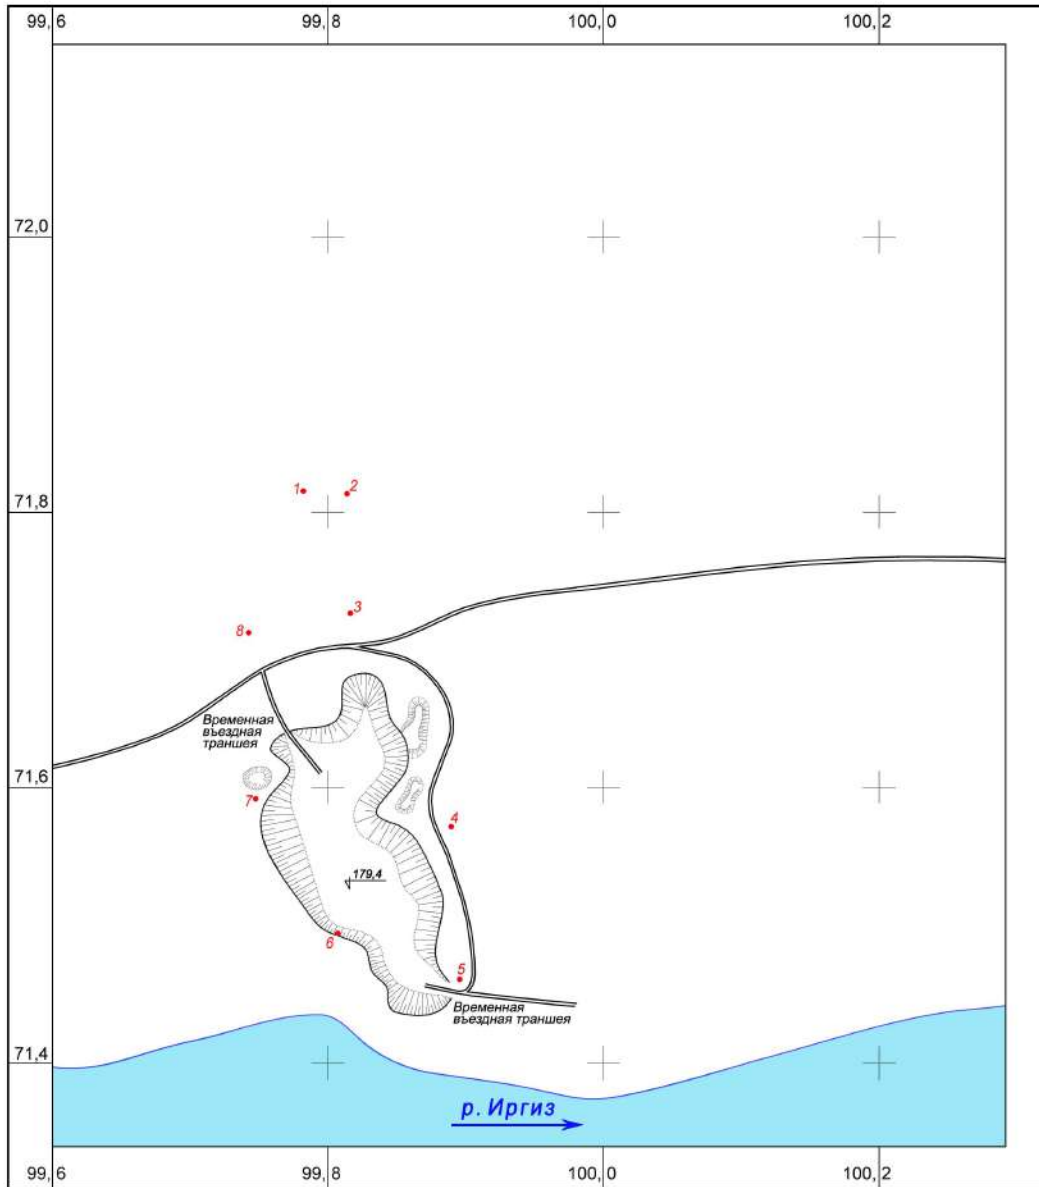 99,6 99,8 100,0 100,2
72,0
71,8
1 2
3
8
Временная
въездная
траншея
71,6
7
4
179,4
6
5
Временная
въездная траншея
71,4
р. Иргиз
99,6 99,8 100,0 100,2